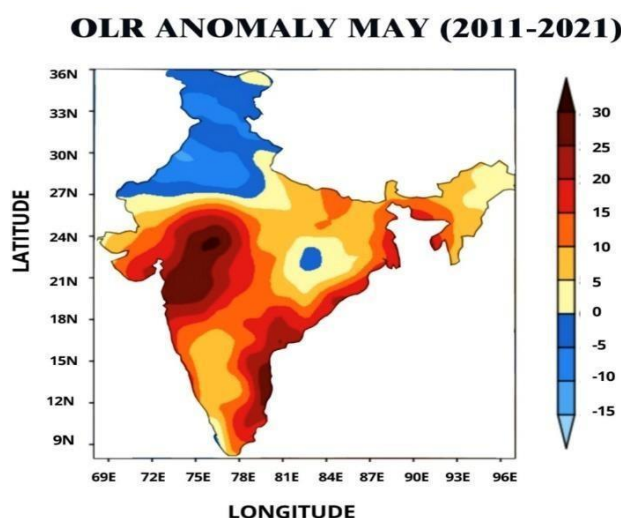 OLR ANOMALY MAY (2011-2021)
36N
33N
30N
27N
24N
21N
18N
15N
12N
9N
LATITUDE
69E 72E 75E 78E 81E 84E 87E 90E 93E 96E
LONGITUDE
30
25
20
15
10
5
0
-5
-10
-15